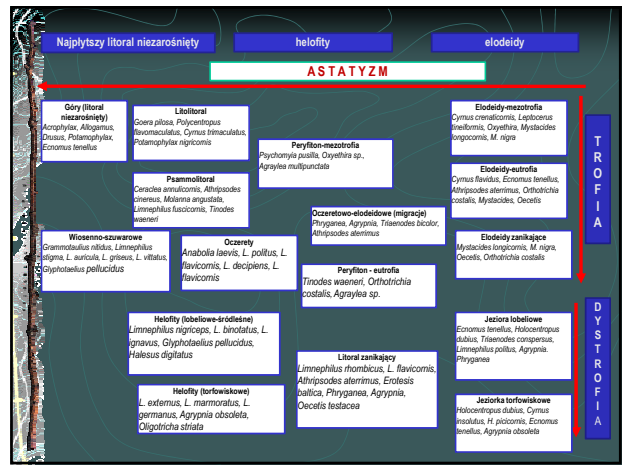 Najpłytszy litoral niezarośnięty
helofity
elodeidy
ASTATYZM
Góry (litoral
niezarośnięty)
Acrophylax, Allogamus,
Drusus, Potamophylax,
Ecnomus tenellus
Litolitoral
Goera pilosa, Polycentropus
flavomaculatus, Cyrnus trimaculatus,
Potamophylax nigricornis
Psammolitoral
Ceraclea annulicornis, Athripsodes
cinereus, Molanna angustata,
Limnephilus fuscicornis, Tinodes
waeneri
Peryfiton-mezotrofia
Psychomyia pusilla, Oxyethira sp.,
Agraylea multipunctata
Elodeidy-mezotrofia
Cyrnus crenaticornis, Leptocerus
tineiformis, Oxyethira, Mystacides
longocornis, M. nigra
Elodeidy-eutrofia
Cyrnus flavidus, Ecnomus tenellus,
Athripsodes aterrimus, Orthotrichia
costalis, Mystacides, Oecetis
Oczeretowo-elodeidowe (migracje)
Phryganea, Agrypnia, Triaenodes bicolor,
Athripsodes aterrimus
Wiosenno-szuwarowe
Grammotaulius nitidus, Limnephilus
stigma, L. auricula, L. griseus, L. vittatus,
Glyphotaelius pellucidus
Oczerety
Anabolia laevis, L. politus, L.
flavicornis, L. decipiens, L.
flavicornis
Elodeidy zanikające
Mystacides longicornis, M. nigra,
Oecetis, Orthotrichia costalis
Peryfiton - eutrofia
Tinodes waeneri, Orthotrichia
costalis, Agraylea sp.
TROFIA
Helofity (lobeliowe-śródleśne)
Limnephilus nigriceps, L. binotatus, L.
ignavus, Glyphotaelius pellucidus,
Halesus digitatus
Jeziora lobeliowe
Ecnomus tenellus, Holocentropus
dubius, Triaenodes conspersus,
Limnephilus politus, Agrypnia.
Phryganea
Litoral zanikający
Limnephilus rhombicus, L. flavicornis,
Athripsodes aterrimus, Erotesis
baltica, Phryganea, Agrypnia,
Oecetis testacea
Helofity (torfowiskowe)
L. externus, L. marmoratus, L.
germanus, Agrypnia obsoleta,
Oligotricha striata
Jeziorka torfowiskowe
Holocentropus dubius, Cyrnus
insolutus, H. picicornis, Ecnomus
tenellus, Agrypnia obsoleta
DYSTROFIA